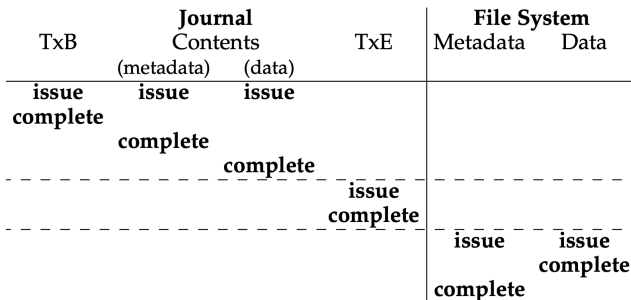 Journal File System
TxB Contents TxE Metadata Data
(metadata) (data)
issue issue issue
complete
complete
complete
issue
complete
issue issue
complete
complete